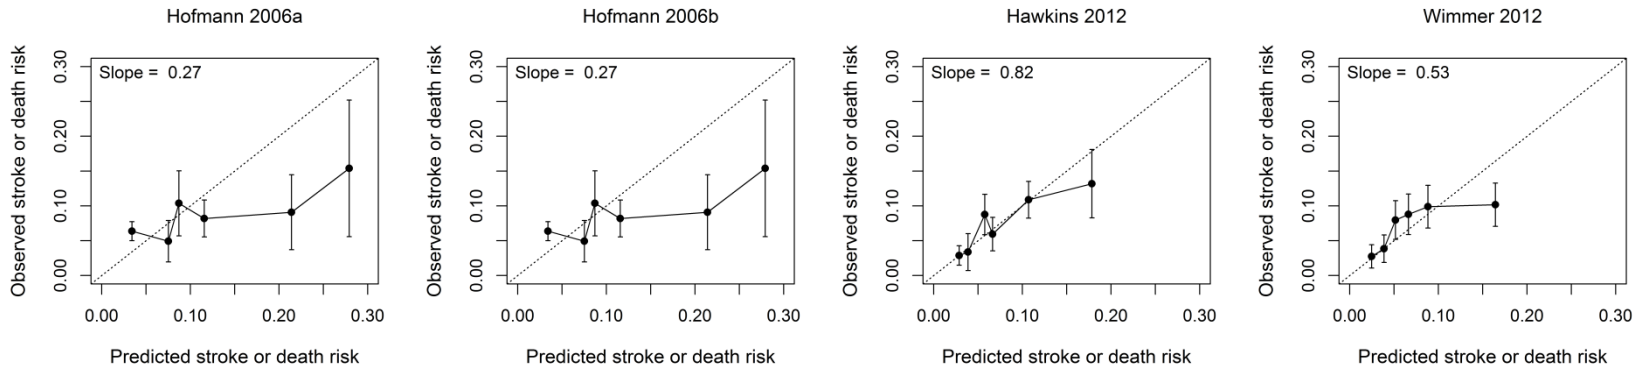 Hofmann 2006a
Observed stroke or death risk
0.30
0.20
0.10
0.00
Slope = 0.27
0.00 0.10 0.20 0.30
Predicted stroke or death risk
Hofmann 2006b
Observed stroke or death risk
0.30
0.20
0.10
0.00
Slope = 0.27
0.00 0.10 0.20 0.30
Predicted stroke or death risk
Hawkins 2012
Observed stroke or death risk
0.30
0.20
0.10
0.00
Slope = 0.82
0.00 0.10 0.20 0.30
Predicted stroke or death risk
Wimmer 2012
Observed stroke or death risk
0.30
0.20
0.10
0.00
Slope = 0.53
0.00 0.10 0.20 0.30
Predicted stroke or death risk